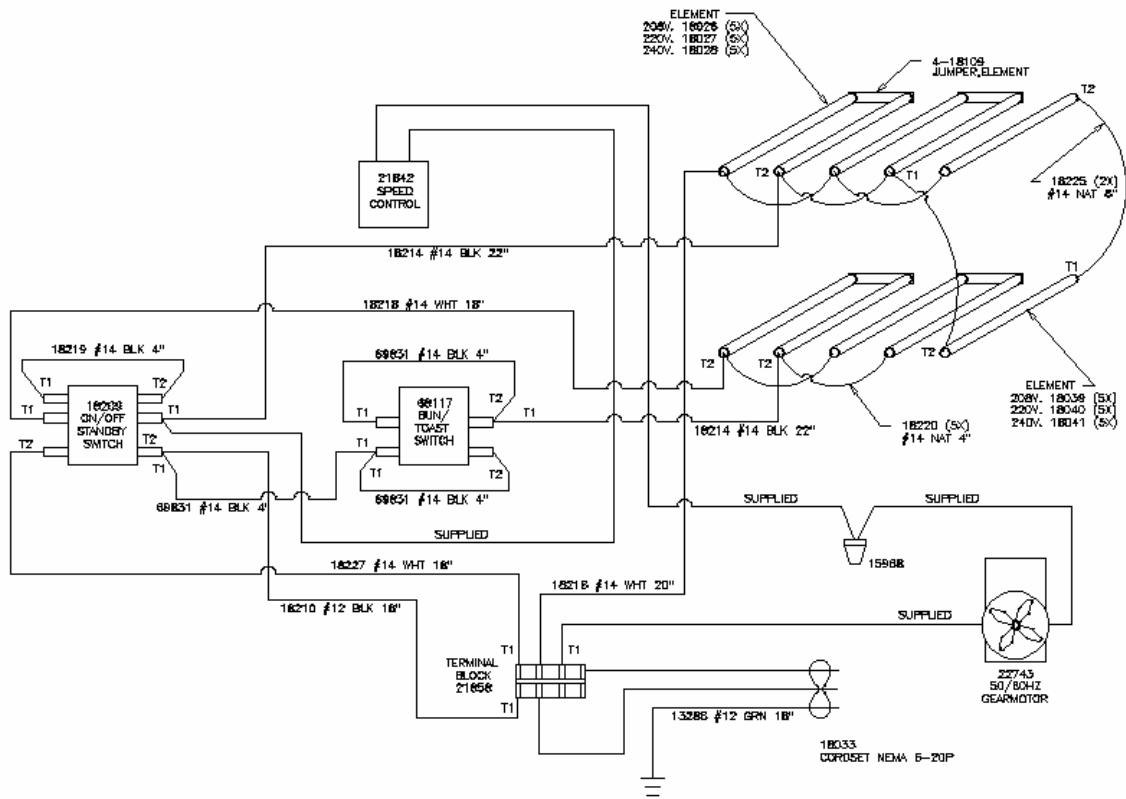 ELEMENT
208V. 18026 (5X)
220V. 18027 (5X)
240V. 18028 (5X)
4-18109
JUMPER,ELEMENT
T2
21842
SPEED
CONTROL
T2
T1
18225 (2X)
#14 NAT
18214 #14 BLK 22"
T1
18218 #14 WHT 18"
18219 #14 BLK 4"
69831 #14 BLK 4"
T2
T2
T2
T1
T2
T1
T1
18209
ON/OFF
STANDBY
SWITCH
T2
T2
T1
T1
T2
T1
68117
BUN/
TOAST
SWITCH
T1
T1
T2
ELEMENT
208V. 18039 (5X)
220V. 18040 (5X)
240V. 18041 (5X)
18214 #14 BLK 22"
18220 (5X)
#14 NAT 4"
69831 #14 BLK 4"
69831 #14 BLK 4"
SUPPLIED
SUPPLIED
SUPPLIED
15968
18227 #14 WHT 18"
18216 #14 WHT 20"
18210 #12 BLK 18"
SUPPLIED
T1
T1
TERMINAL
BLOCK
21858
T1
22743
50/60HZ
GEARMOTOR
13286 #12 GRN 18"
18033
CORDSET NEMA 6-20P